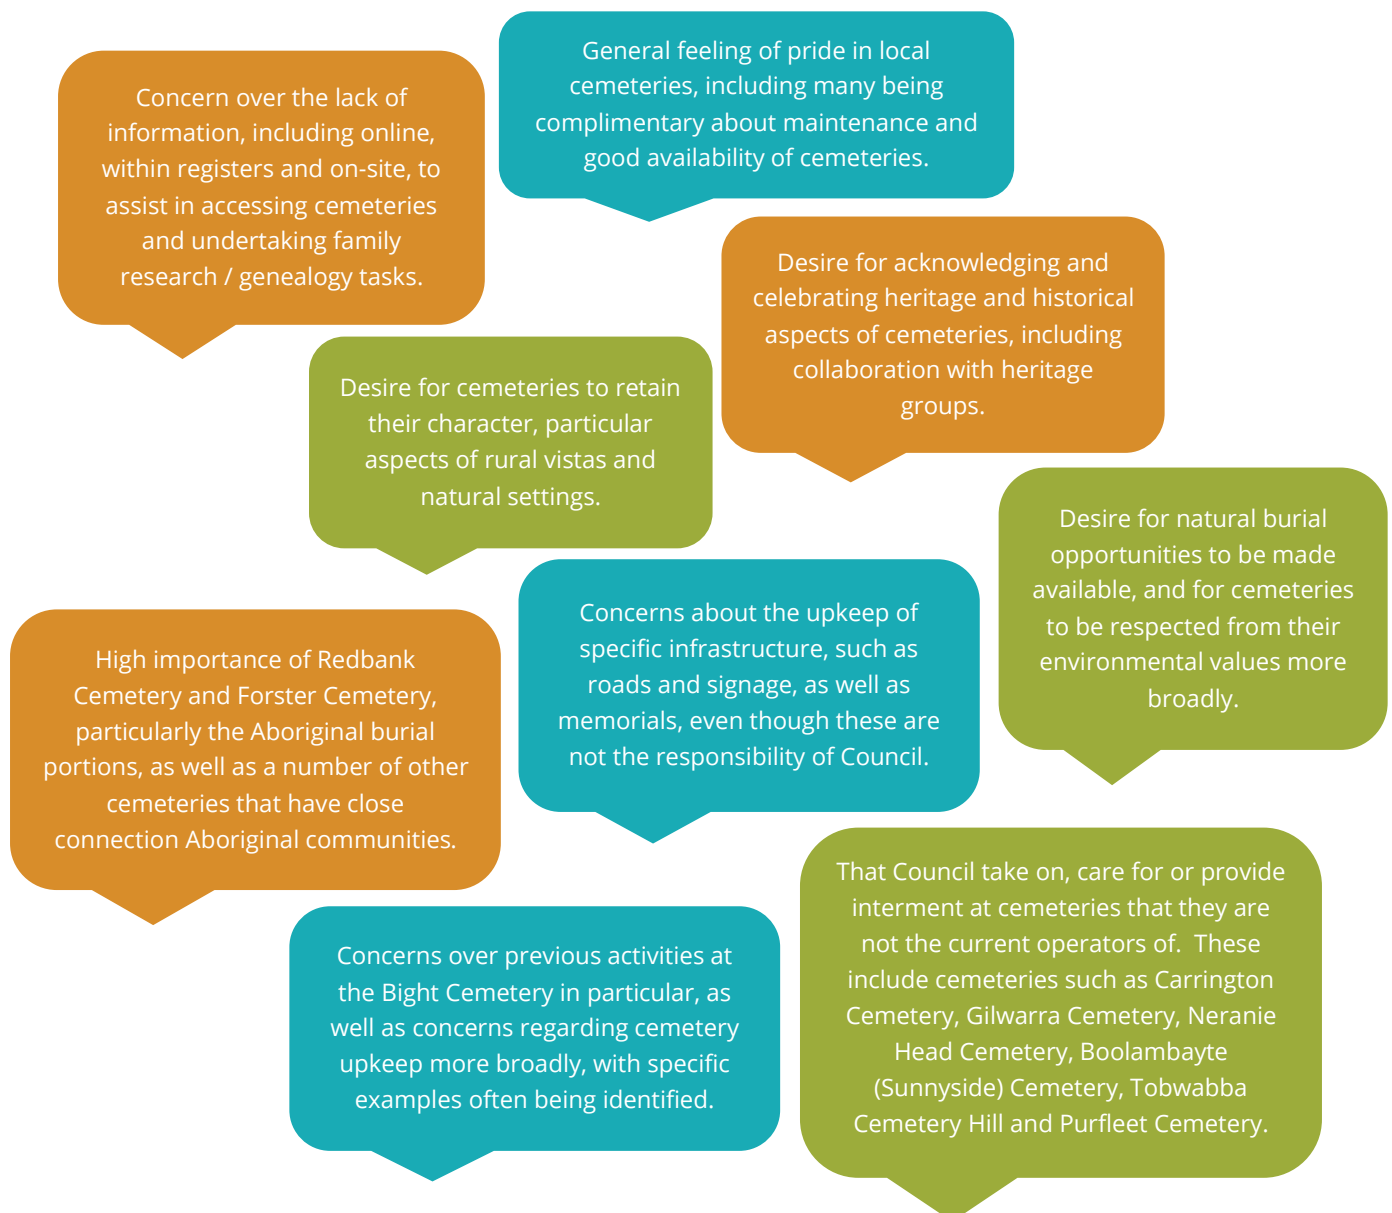 General feeling of pride in local
cemeteries, including many being
complimentary about maintenance and
good availability of cemeteries.
Concern over the lack of
information, including online,
within registers and on-site, to
assist in accessing cemeteries
and undertaking family
research / genealogy tasks.
Desire for acknowledging and
celebrating heritage and historical
aspects of cemeteries, including
collaboration with heritage
groups.
Desire for cemeteries to retain
their character, particular
aspects of rural vistas and
natural settings.
Desire for natural burial
opportunities to be made
available, and for cemeteries
to be respected from their
environmental values more
broadly.
Concerns about the upkeep of
specific infrastructure, such as
roads and signage, as well as
memorials, even though these are
not the responsibility of Council.
High importance of Redbank
Cemetery and Forster Cemetery,
particularly the Aboriginal burial
portions, as well as a number of other
cemeteries that have close
connection Aboriginal communities.
That Council take on, care for or provide
interment at cemeteries that they are
not the current operators of.  These
include cemeteries such as Carrington
Cemetery, Gilwarra Cemetery, Neranie
Head Cemetery, Boolambayte
(Sunnyside) Cemetery, Tobwabba
Cemetery Hill and Purfleet Cemetery.
Concerns over previous activities at
the Bight Cemetery in particular, as
well as concerns regarding cemetery
upkeep more broadly, with specific
examples often being identified.